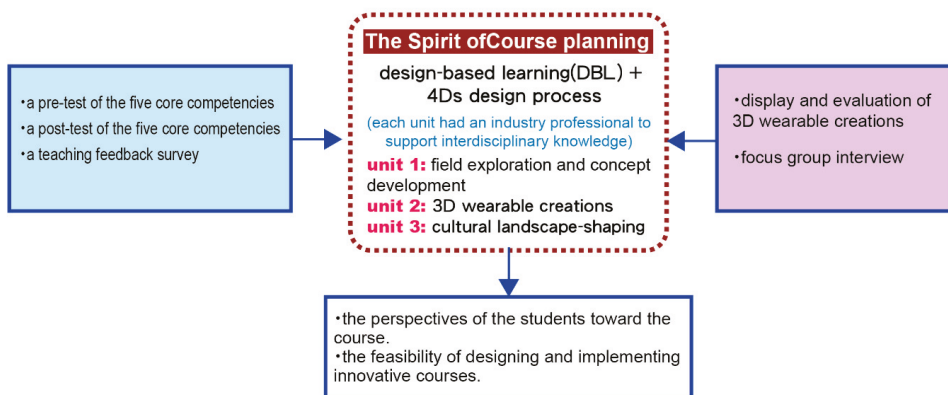 The Spirit ofCourse planning
design-based learning(DBL) +
4Ds design process
(each unit had an industry professional to
support interdisciplinary knowledge)
unit 1: field exploration and concept
development
unit 2: 3D wearable creations
unit 3: cultural landscape-shaping
•a pre-test of the five core competencies
•a post-test of the five core competencies
•a teaching feedback survey
•display and evaluation of
3D wearable creations
•focus group interview
•the perspectives of the students toward the
course.
•the feasibility of designing and implementing
innovative courses.